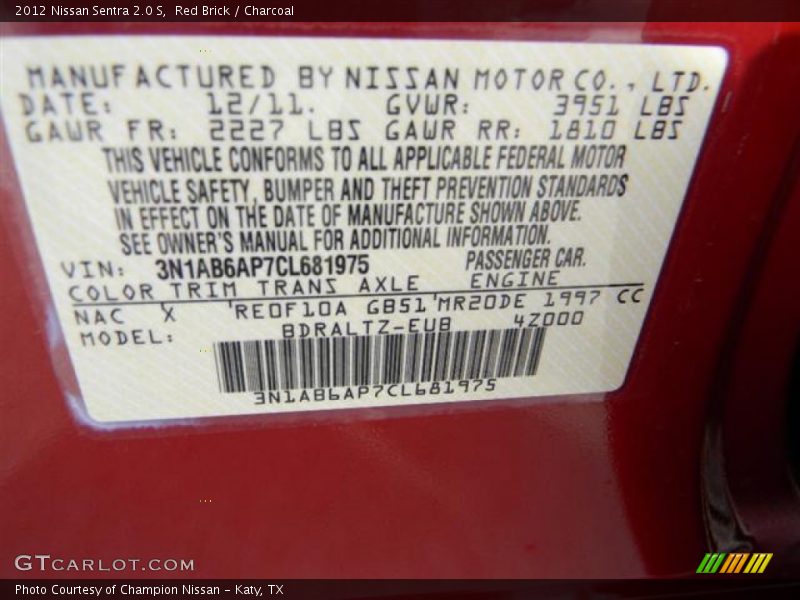 2012 Nissan Sentra 2.0 S,  Red Brick / Charcoal
MANUFACTURED BY NISSAN MOTOR CO., LTD.
DATE: 12/11. GVWR: 3951 LBS
GAWR FR: 2227 LBS GAWR RR: 1810 LBS
THIS VEHICLE CONFORMS TO ALL APPLICABLE FEDERAL MOTOR
VEHICLE SAFETY, BUMPER AND THEFT PREVENTION STANDARDS
IN EFFECT ON THE DATE OF MANUFACTURE SHOWN ABOVE.
SEE OWNER'S MANUAL FOR ADDITIONAL INFORMATION.
VIN: 3N1AB6AP7CL681975 PASSENGER CAR.
COLOR TRIM TRANS AXLE ENGINE
NAC X 'RE0F10A GB51'MR20DE 1997 CC
MODEL: BDRALTZ-EUB 4Z000
3N1AB6AP7CL681975
GTCARLOT.COM
Photo Courtesy of Champion Nissan - Katy, TX